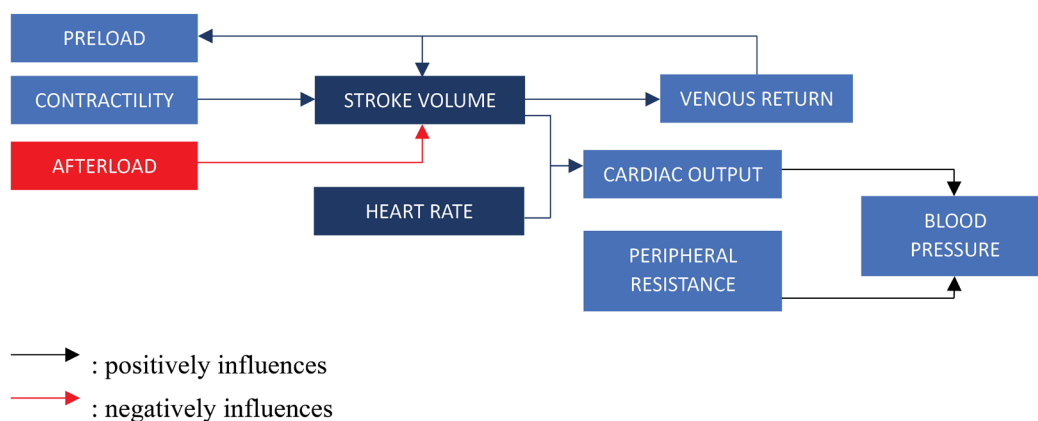 PRELOAD
CONTRACTILITY
STROKE VOLUME
VENOUS RETURN
AFTERLOAD
CARDIAC OUTPUT
HEART RATE
BLOOD
PRESSURE
PERIPHERAL
RESISTANCE
: positively influences
: negatively influences